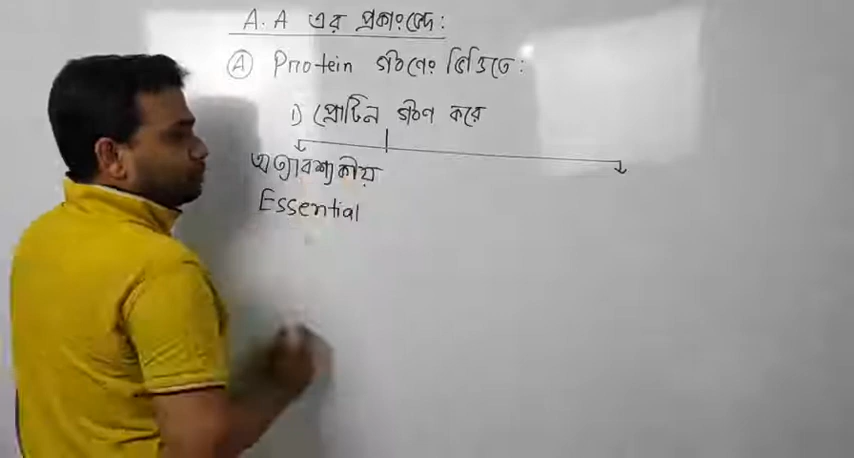 A.A এর প্রকারভেদ:
Ⓐ Protein গঠনের ভিত্তিতে:
i) প্রোটিন গঠন করে
অত্যাবশ্যকীয়
Essential